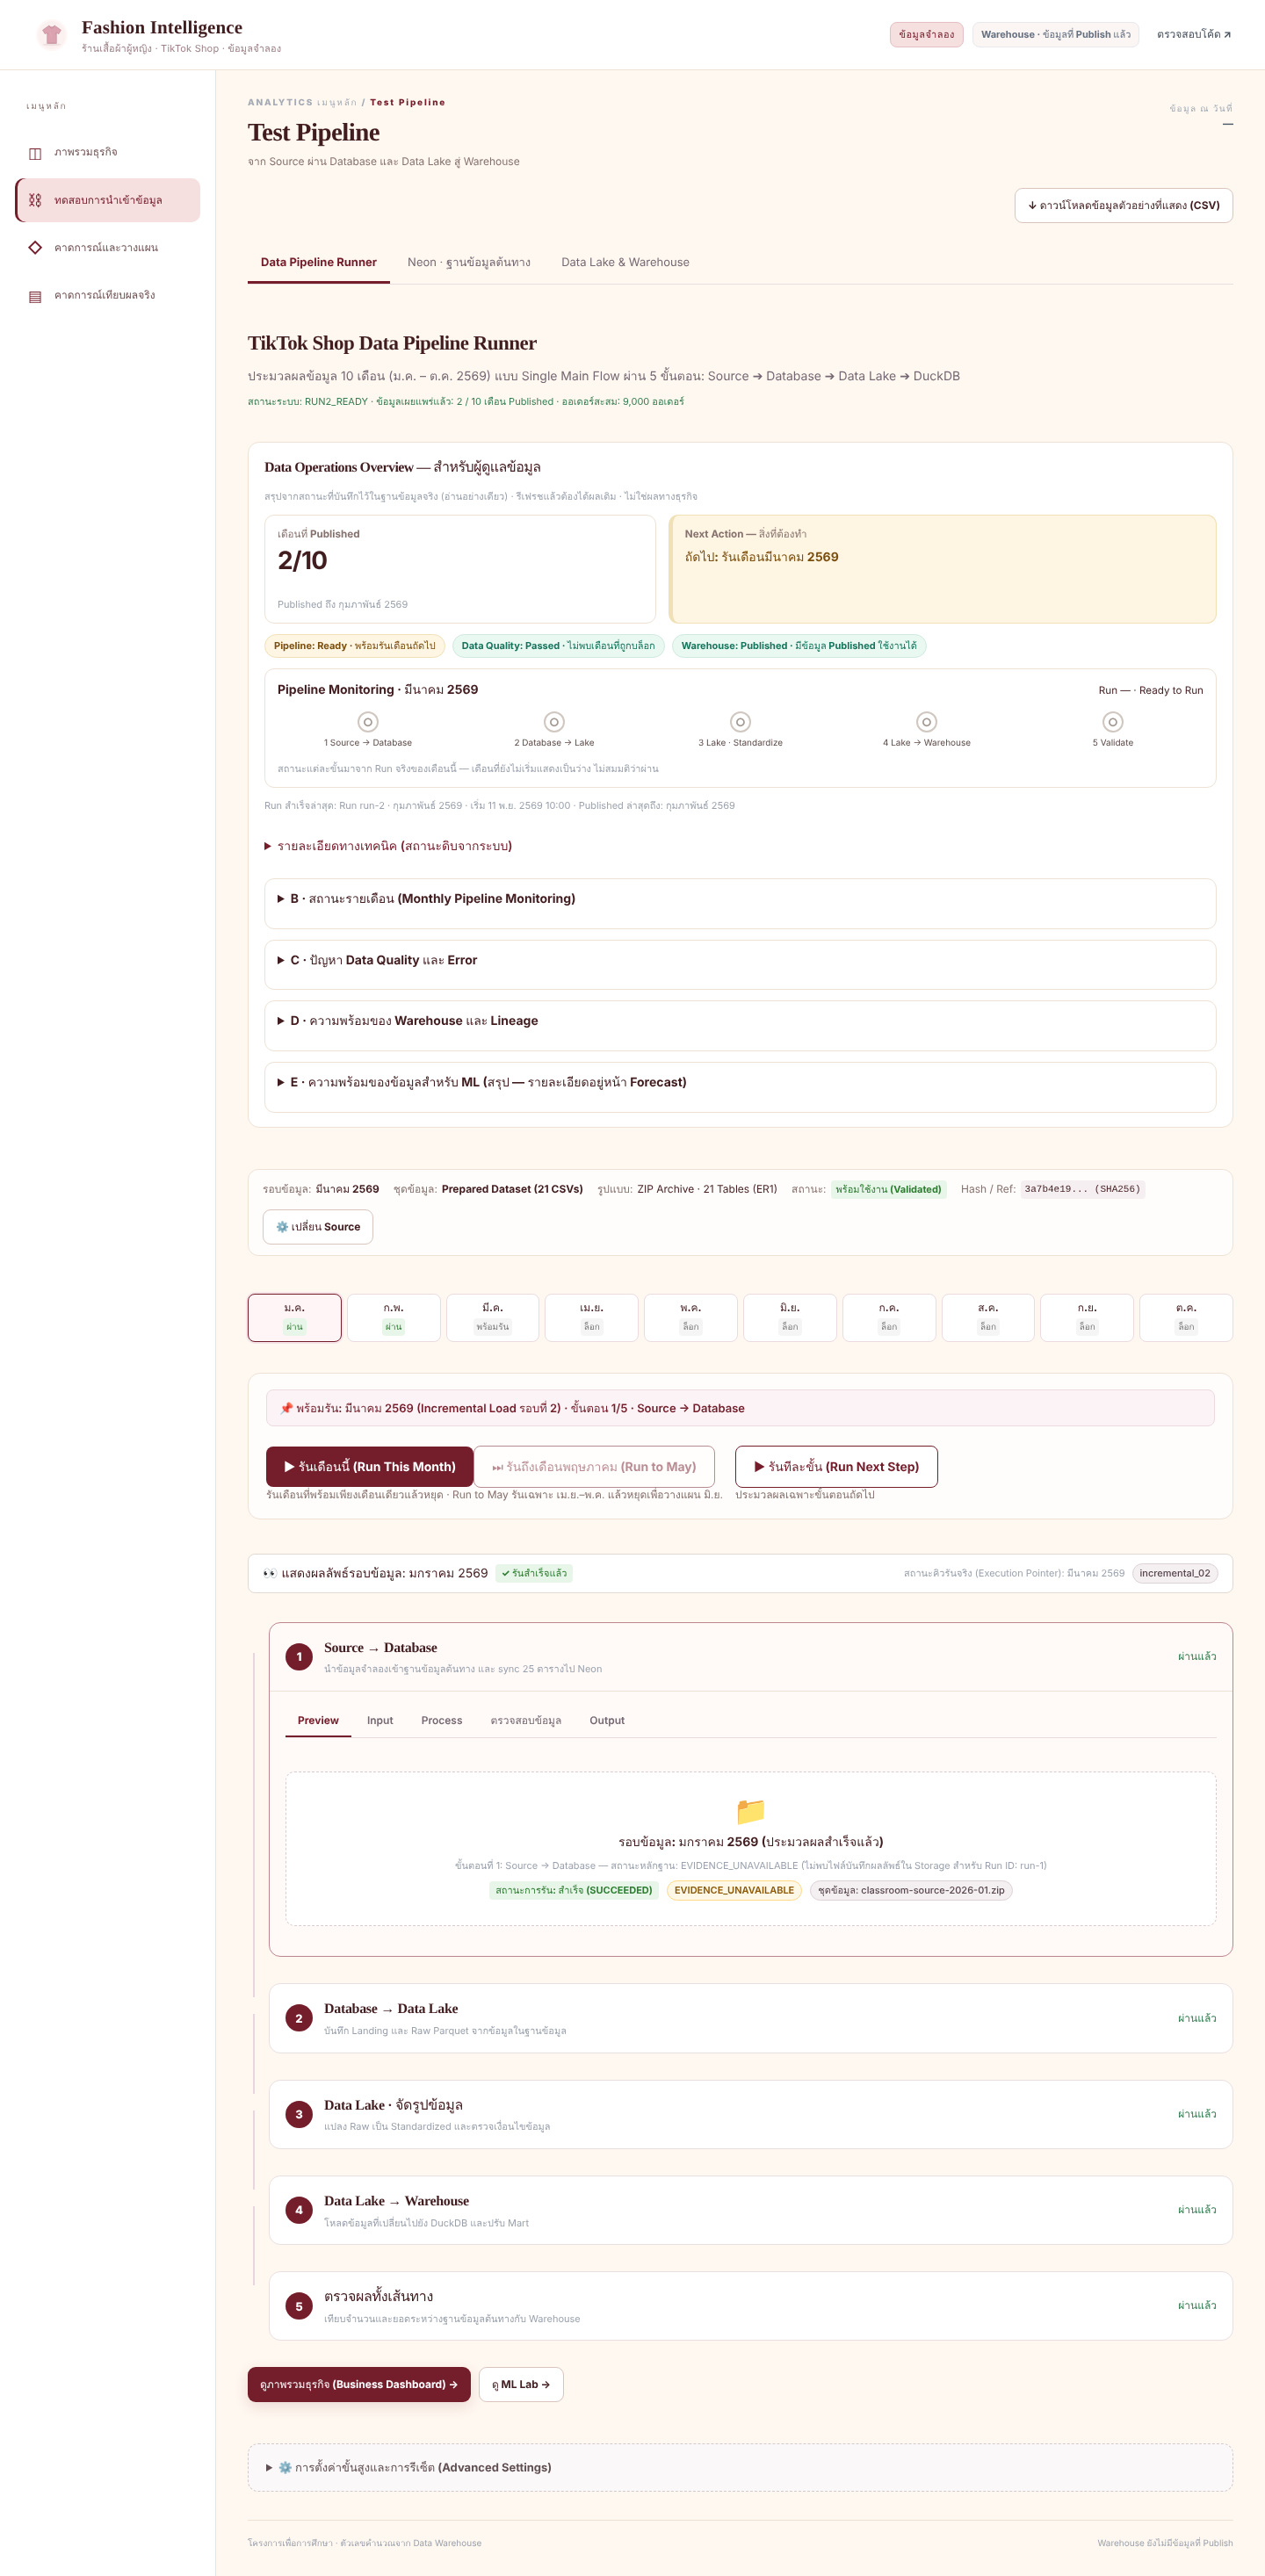 Fashion Intelligence
ร้านเสื้อผ้าผู้หญิง · TikTok Shop · ข้อมูลจำลอง
ข้อมูลจำลอง
Warehouse · ข้อมูลที่ Publish แล้ว
ตรวจสอบโค้ด ↗
เมนูหลัก
ภาพรวมธุรกิจ
ทดสอบการนำเข้าข้อมูล
คาดการณ์และวางแผน
คาดการณ์เทียบผลจริง
ANALYTICS เมนูหลัก / Test Pipeline
ข้อมูล ณ วันที่
—
Test Pipeline
จาก Source ผ่าน Database และ Data Lake สู่ Warehouse
↓ ดาวน์โหลดข้อมูลตัวอย่างที่แสดง (CSV)
Data Pipeline Runner
Neon · ฐานข้อมูลต้นทาง
Data Lake & Warehouse
TikTok Shop Data Pipeline Runner
ประมวลผลข้อมูล 10 เดือน (ม.ค. – ต.ค. 2569) แบบ Single Main Flow ผ่าน 5 ขั้นตอน: Source ➔ Database ➔ Data Lake ➔ DuckDB
สถานะระบบ: RUN2_READY · ข้อมูลเผยแพร่แล้ว: 2 / 10 เดือน Published · ออเดอร์สะสม: 9,000 ออเดอร์
Data Operations Overview — สำหรับผู้ดูแลข้อมูล
สรุปจากสถานะที่บันทึกไว้ในฐานข้อมูลจริง (อ่านอย่างเดียว) · รีเฟรชแล้วต้องได้ผลเดิม · ไม่ใช่ผลทางธุรกิจ
เดือนที่ Published
2/10
Published ถึง กุมภาพันธ์ 2569
Next Action — สิ่งที่ต้องทำ
ถัดไป: รันเดือนมีนาคม 2569
Pipeline: Ready · พร้อมรันเดือนถัดไป
Data Quality: Passed · ไม่พบเดือนที่ถูกบล็อก
Warehouse: Published · มีข้อมูล Published ใช้งานได้
Pipeline Monitoring · มีนาคม 2569
Run — · Ready to Run
1 Source → Database
2 Database → Lake
3 Lake · Standardize
4 Lake → Warehouse
5 Validate
สถานะแต่ละขั้นมาจาก Run จริงของเดือนนี้ — เดือนที่ยังไม่เริ่มแสดงเป็นว่าง ไม่สมมติว่าผ่าน
Run สำเร็จล่าสุด: Run run-2 · กุมภาพันธ์ 2569 · เริ่ม 11 พ.ย. 2569 10:00 · Published ล่าสุดถึง: กุมภาพันธ์ 2569
▶ รายละเอียดทางเทคนิค (สถานะดิบจากระบบ)
▶ B · สถานะรายเดือน (Monthly Pipeline Monitoring)
▶ C · ปัญหา Data Quality และ Error
▶ D · ความพร้อมของ Warehouse และ Lineage
▶ E · ความพร้อมของข้อมูลสำหรับ ML (สรุป — รายละเอียดอยู่หน้า Forecast)
รอบข้อมูล: มีนาคม 2569 ชุดข้อมูล: Prepared Dataset (21 CSVs) รูปแบบ: ZIP Archive · 21 Tables (ER1) สถานะ: พร้อมใช้งาน (Validated) Hash / Ref: 3a7b4e19... (SHA256)
⚙️ เปลี่ยน Source
ม.ค.
ผ่าน
ก.พ.
ผ่าน
มี.ค.
พร้อมรัน
เม.ย.
ล็อก
พ.ค.
ล็อก
มิ.ย.
ล็อก
ก.ค.
ล็อก
ส.ค.
ล็อก
ก.ย.
ล็อก
ต.ค.
ล็อก
📌 พร้อมรัน: มีนาคม 2569 (Incremental Load รอบที่ 2) · ขั้นตอน 1/5 · Source → Database
▶ รันเดือนนี้ (Run This Month)
⏭ รันถึงเดือนพฤษภาคม (Run to May)
▶ รันทีละขั้น (Run Next Step)
รันเดือนที่พร้อมเพียงเดือนเดียวแล้วหยุด · Run to May รันเฉพาะ เม.ย.–พ.ค. แล้วหยุดเพื่อวางแผน มิ.ย.
ประมวลผลเฉพาะขั้นตอนถัดไป
👀 แสดงผลลัพธ์รอบข้อมูล: มกราคม 2569 ✓ รันสำเร็จแล้ว
สถานะคิวรันจริง (Execution Pointer): มีนาคม 2569 incremental_02
1
Source → Database
นำข้อมูลจำลองเข้าฐานข้อมูลต้นทาง และ sync 25 ตารางไป Neon
ผ่านแล้ว
Preview
Input
Process
ตรวจสอบข้อมูล
Output
📁
รอบข้อมูล: มกราคม 2569 (ประมวลผลสำเร็จแล้ว)
ขั้นตอนที่ 1: Source → Database — สถานะหลักฐาน: EVIDENCE_UNAVAILABLE (ไม่พบไฟล์บันทึกผลลัพธ์ใน Storage สำหรับ Run ID: run-1)
สถานะการรัน: สำเร็จ (SUCCEEDED)
EVIDENCE_UNAVAILABLE
ชุดข้อมูล: classroom-source-2026-01.zip
2
Database → Data Lake
บันทึก Landing และ Raw Parquet จากข้อมูลในฐานข้อมูล
ผ่านแล้ว
3
Data Lake · จัดรูปข้อมูล
แปลง Raw เป็น Standardized และตรวจเงื่อนไขข้อมูล
ผ่านแล้ว
4
Data Lake → Warehouse
โหลดข้อมูลที่เปลี่ยนไปยัง DuckDB และปรับ Mart
ผ่านแล้ว
5
ตรวจผลทั้งเส้นทาง
เทียบจำนวนและยอดระหว่างฐานข้อมูลต้นทางกับ Warehouse
ผ่านแล้ว
ดูภาพรวมธุรกิจ (Business Dashboard) →
ดู ML Lab →
▶ ⚙️ การตั้งค่าขั้นสูงและการรีเซ็ต (Advanced Settings)
โครงการเพื่อการศึกษา · ตัวเลขคำนวณจาก Data Warehouse
Warehouse ยังไม่มีข้อมูลที่ Publish